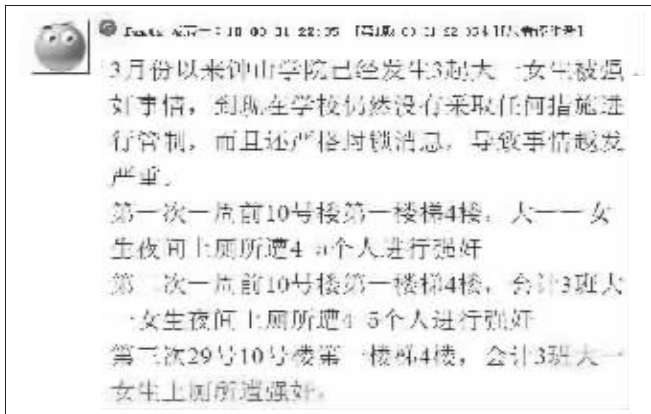 3月份以来钟山学院已经发生3起大一女生被强
奸事情，到现在学校仍然没有采取任何措施进
行管制，而且还严格封锁消息，导致事情越发
严重。
第一次一周前10号楼第一楼梯4楼，大一一女
生夜间上厕所遭4 5个人进行强奸
第二次一周前10号楼第一楼梯4楼，会计3班大
一女生夜间上厕所遭4 5个人进行强奸
第三次29号10号楼第一楼梯4楼，会计3班大一
女生上厕所遭强奸。